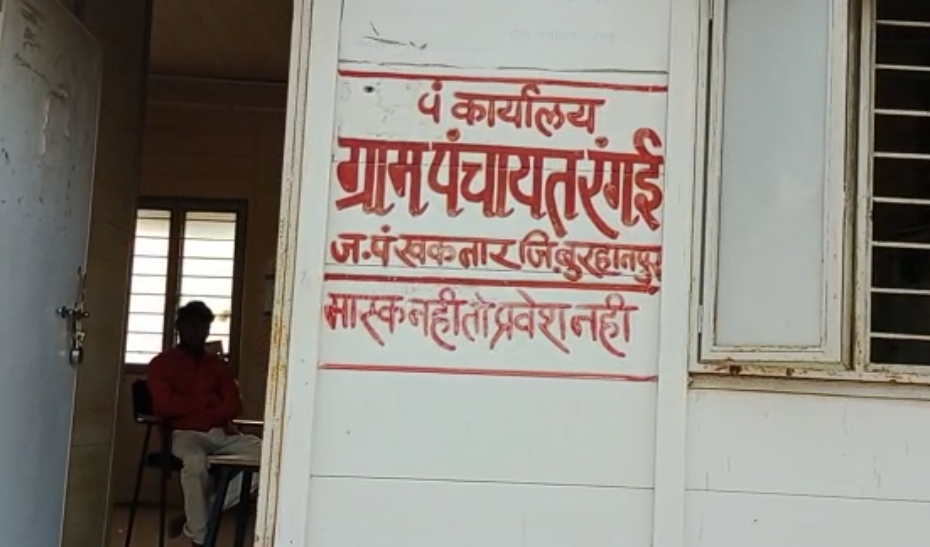 पं कार्यालय
ग्राम पंचायत रंगई
ज.पं खकनार जि.बुरहानपुर
मास्क नही तो प्रवेश नही